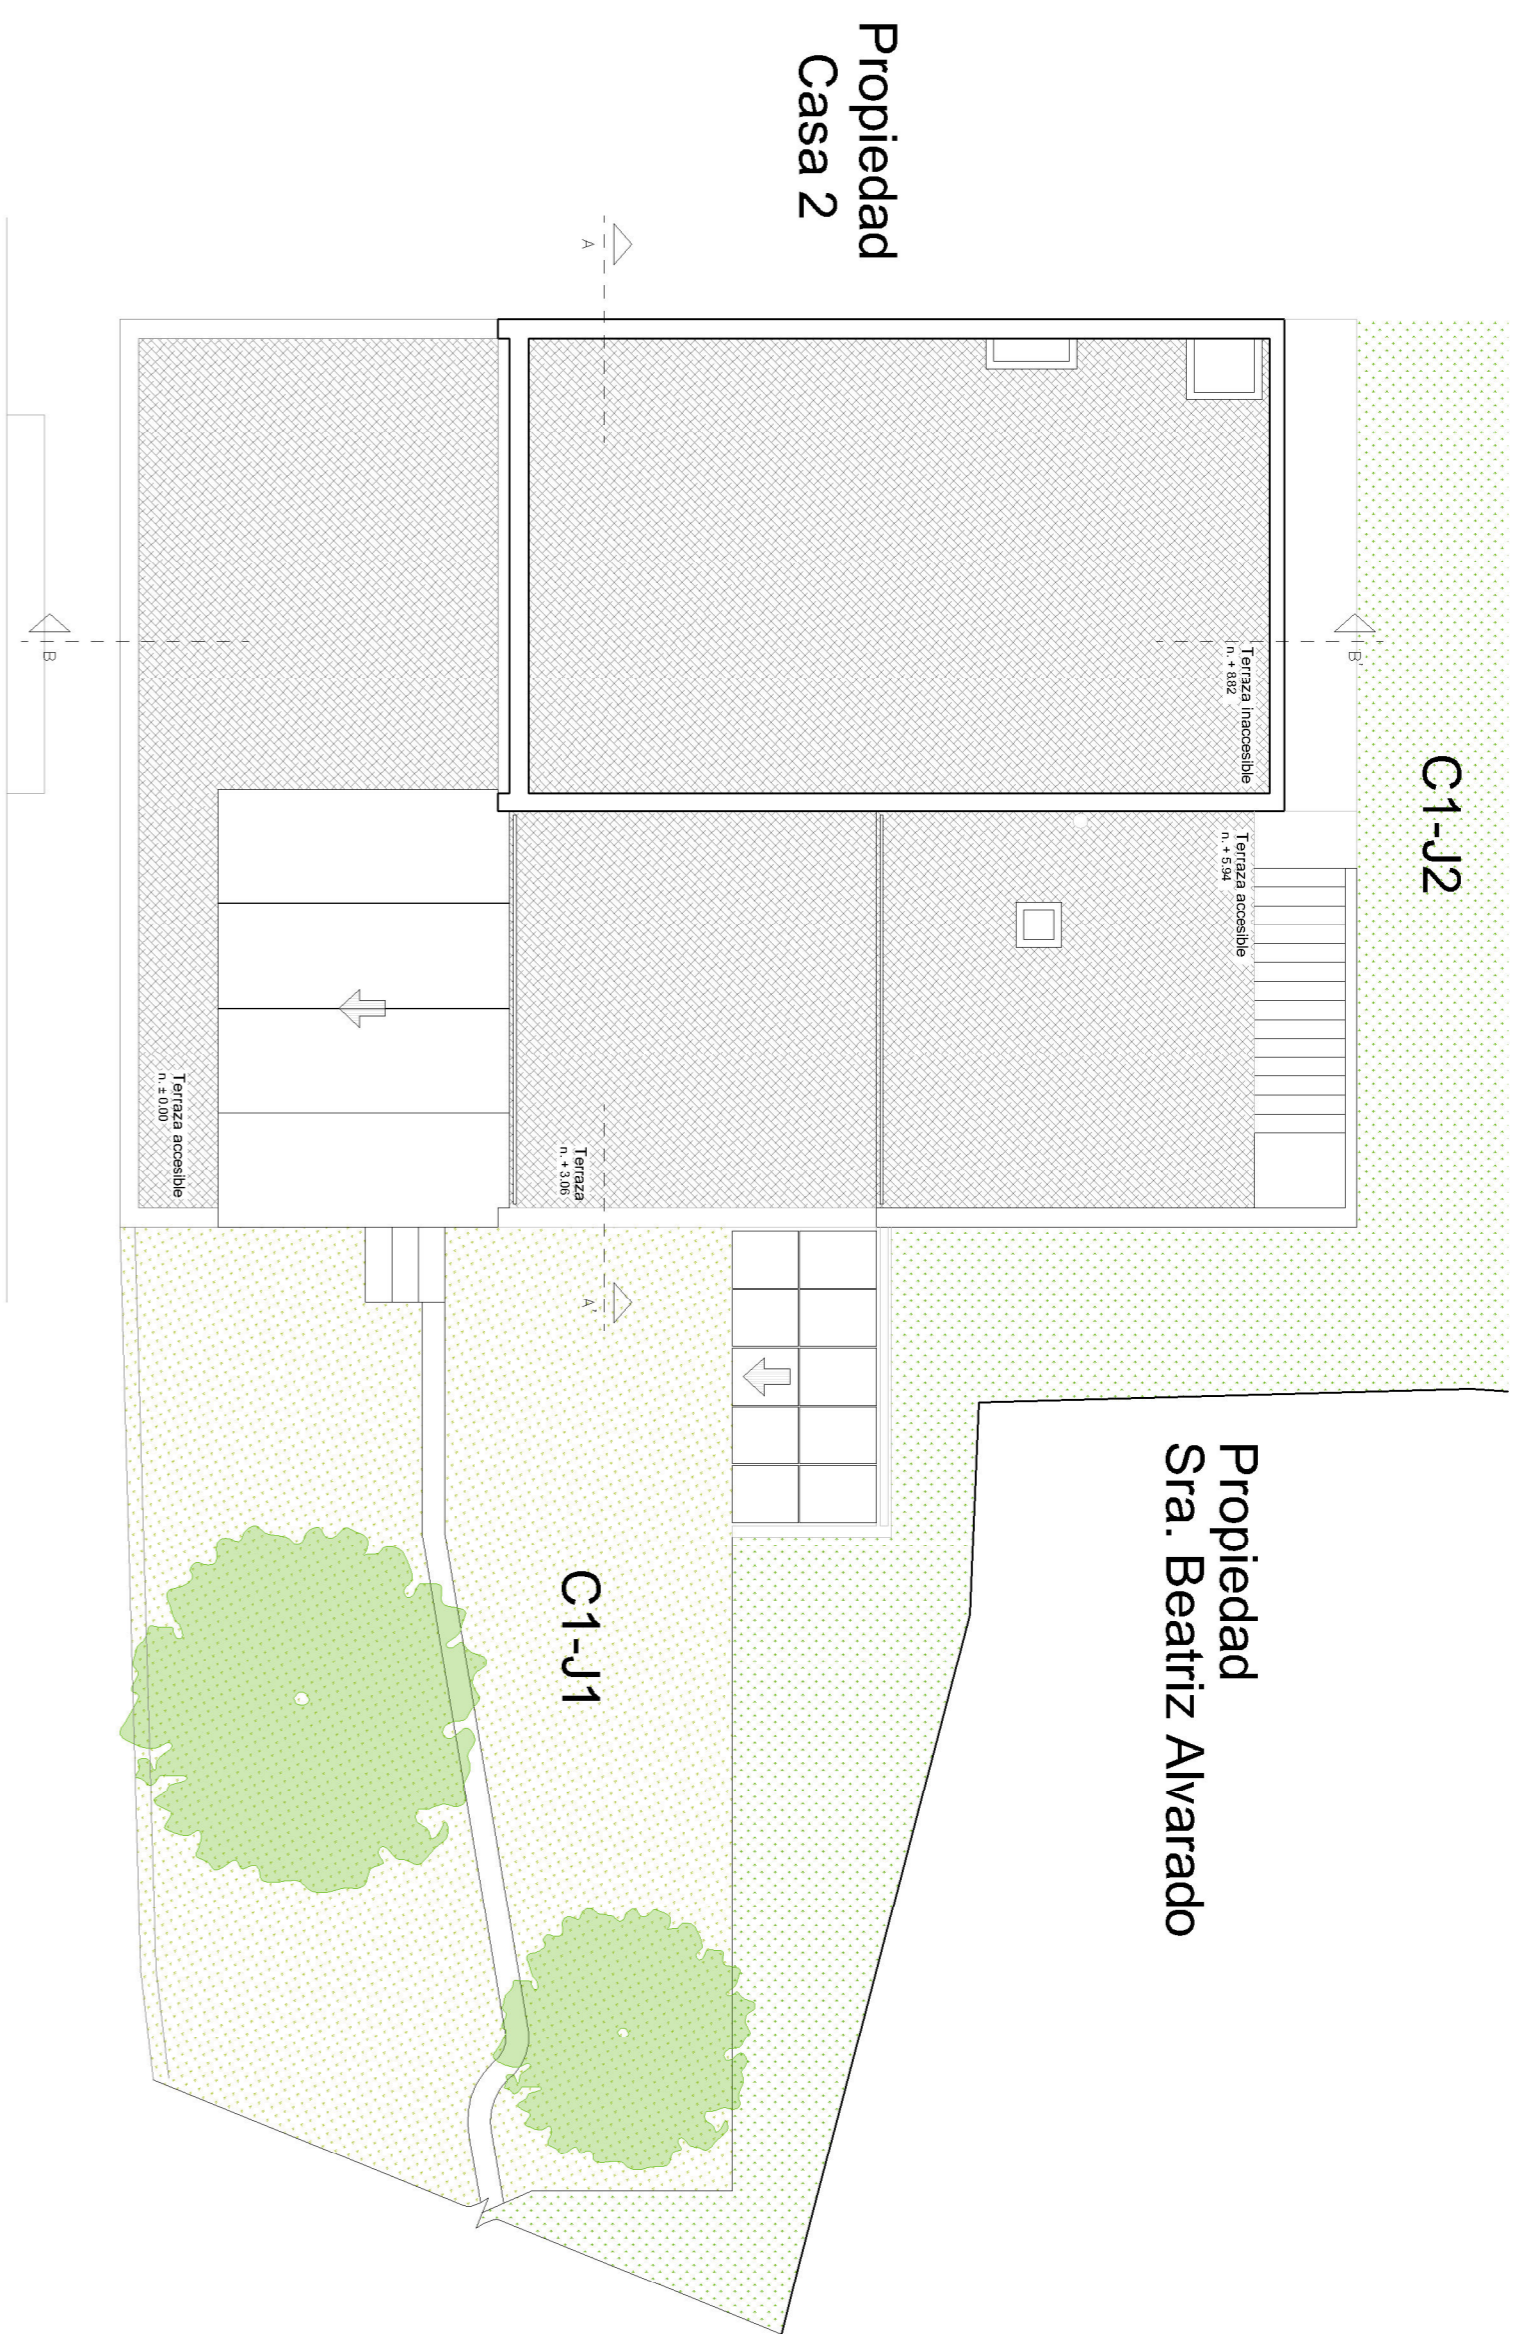 C1-J2
Propiedad
Casa 2
Propiedad
Sra. Beatriz Alvarado
B'
Terraza inaccesible
n. + 8.82
Terraza accesible
n. + 5.94
A
A'
Terraza
n. + 3.06
C1-J1
Terraza accesible
n. ± 0.00
B